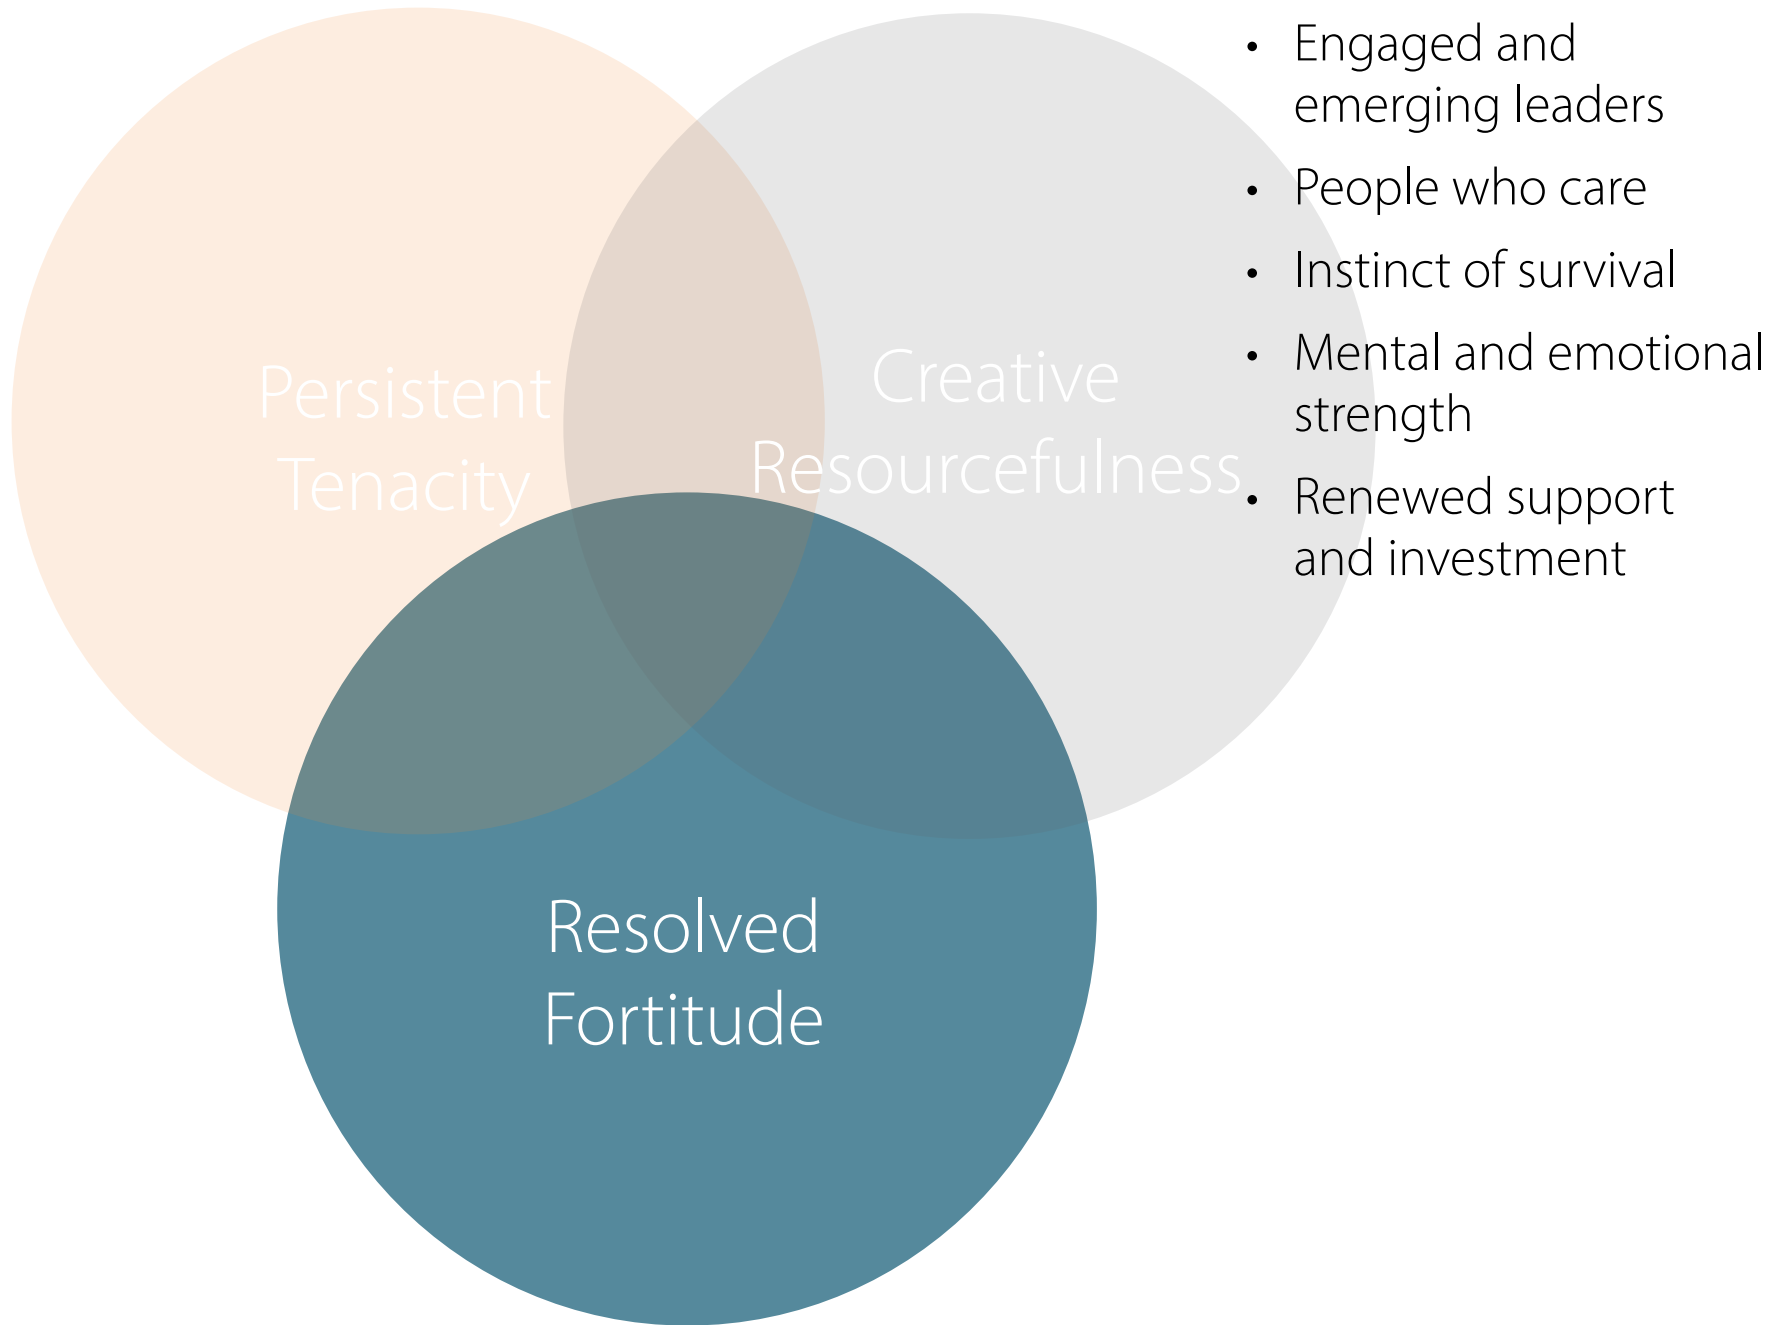 Persistent
Tenacity
Creative
Resourcefulness
Resolved
Fortitude
• Engaged and
emerging leaders
• People who care
• Instinct of survival
• Mental and emotional
strength
• Renewed support
and investment